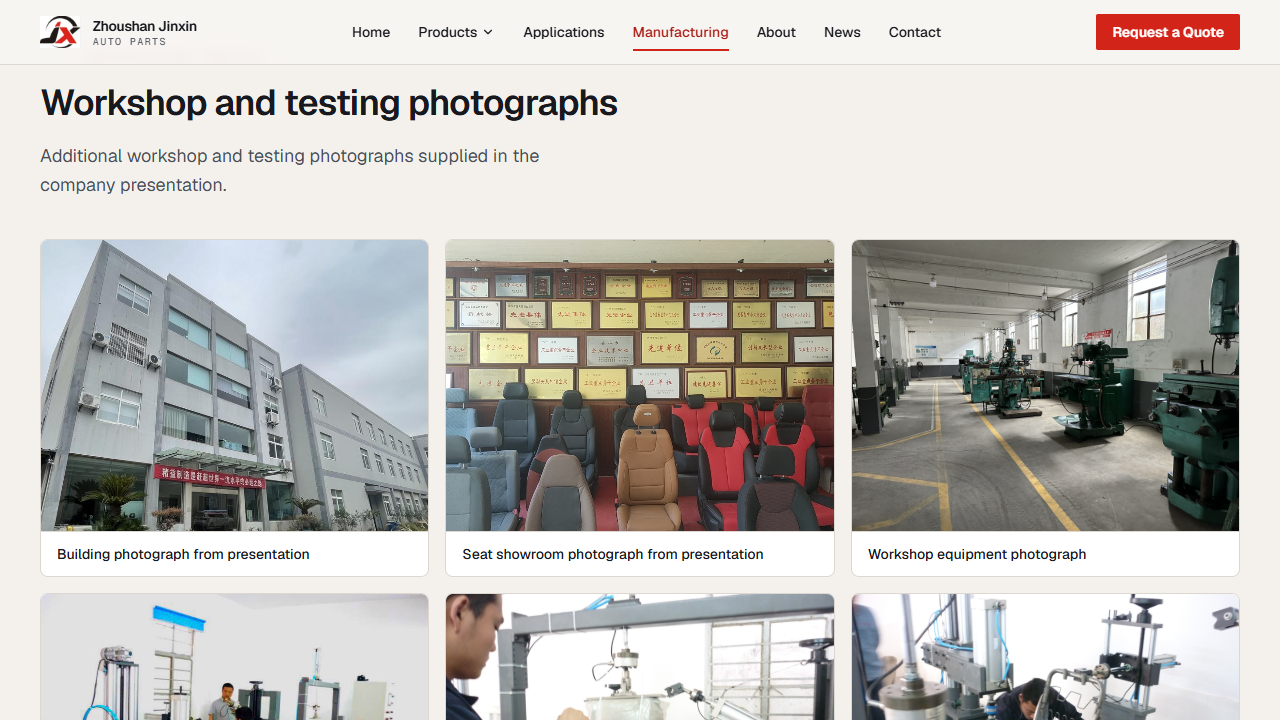 Zhoushan Jinxin
AUTO PARTS
Home
Products
Applications
Manufacturing
About
News
Contact
Request a Quote
Workshop and testing photographs
Additional workshop and testing photographs supplied in the
company presentation.
Building photograph from presentation
Seat showroom photograph from presentation
Workshop equipment photograph